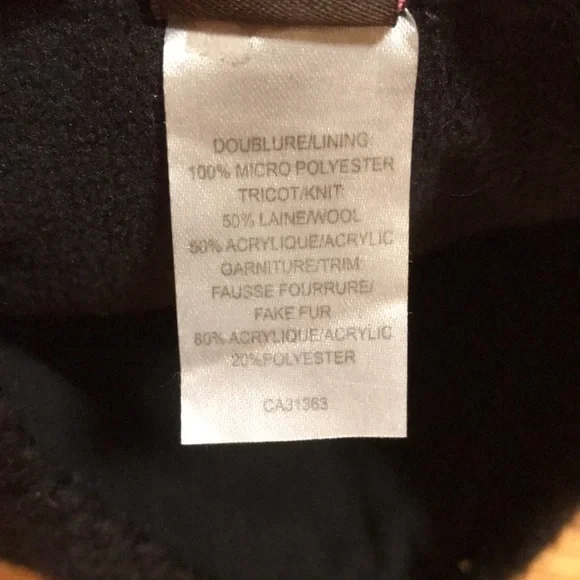 DOUBLURE/LINING
100% MICRO POLYESTER
TRICOT/KNIT
50% LAINE/WOOL
50% ACRYLIQUE/ACRYLIC
GARNITURE/TRIM
FAUSSE FOURRURE/
FAKE FUR
80% ACRYLIQUE/ACRYLIC
20%POLYESTER
CA31363